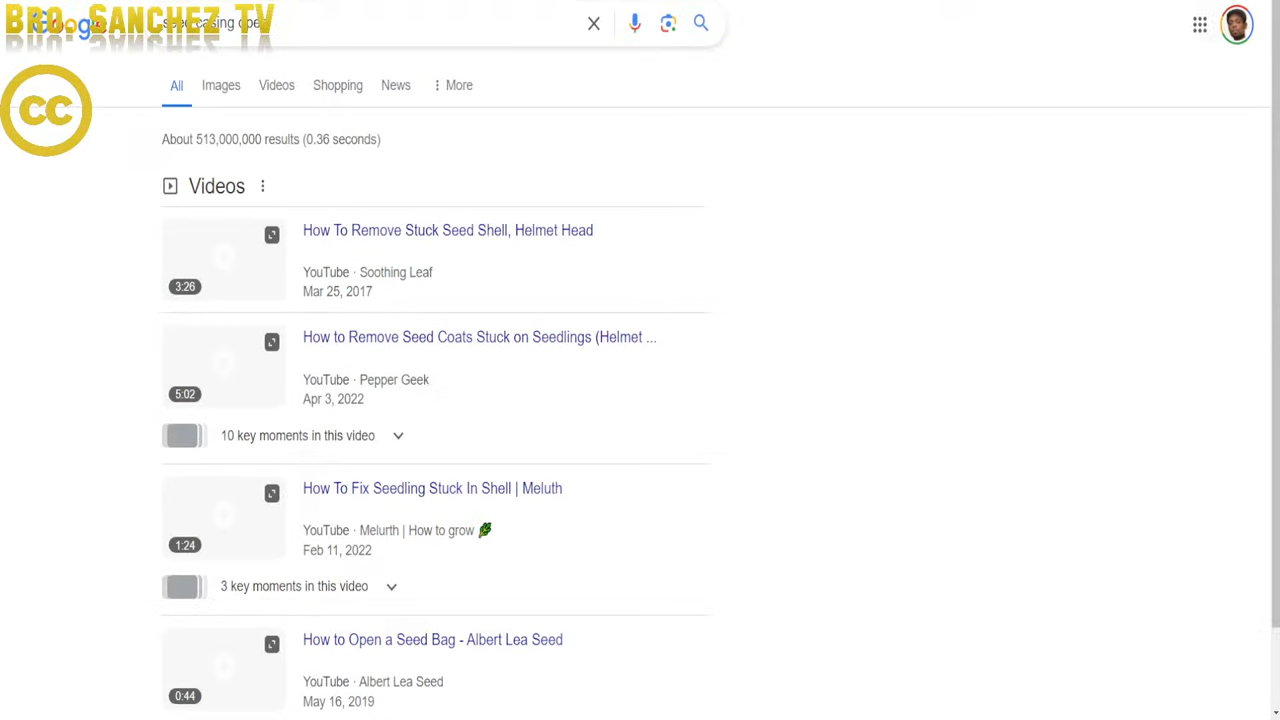 BRO. SANCHEZ TV
Google
seed casing open
CC
All Images Videos Shopping News More
About 513,000,000 results (0.36 seconds)
Videos
How To Remove Stuck Seed Shell, Helmet Head
YouTube · Soothing Leaf
Mar 25, 2017
3:26
How to Remove Seed Coats Stuck on Seedlings (Helmet ...
YouTube · Pepper Geek
Apr 3, 2022
5:02
10 key moments in this video
How To Fix Seedling Stuck In Shell | Meluth
YouTube · Melurth | How to grow
Feb 11, 2022
1:24
3 key moments in this video
How to Open a Seed Bag - Albert Lea Seed
YouTube · Albert Lea Seed
May 16, 2019
0:44